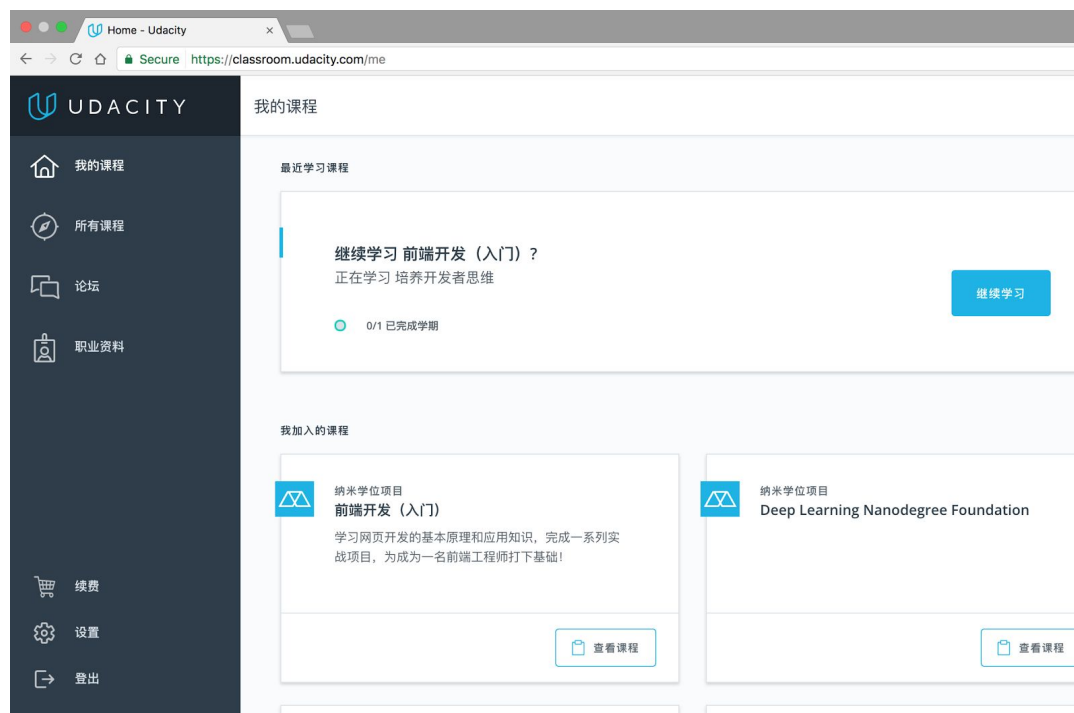 Home - Udacity
Secure https://classroom.udacity.com/me
UDACITY
我的课程
我的课程
所有课程
论坛
职业资料
续费
设置
登出
最近学习课程
继续学习 前端开发（入门）?
正在学习 培养开发者思维
0/1 已完成学期
继续学习
我加入的课程
纳米学位项目
前端开发（入门）
学习网页开发的基本原理和应用知识，完成一系列实
战项目，为成为一名前端工程师打下基础！
查看课程
纳米学位项目
Deep Learning Nanodegree Foundation
查看课程